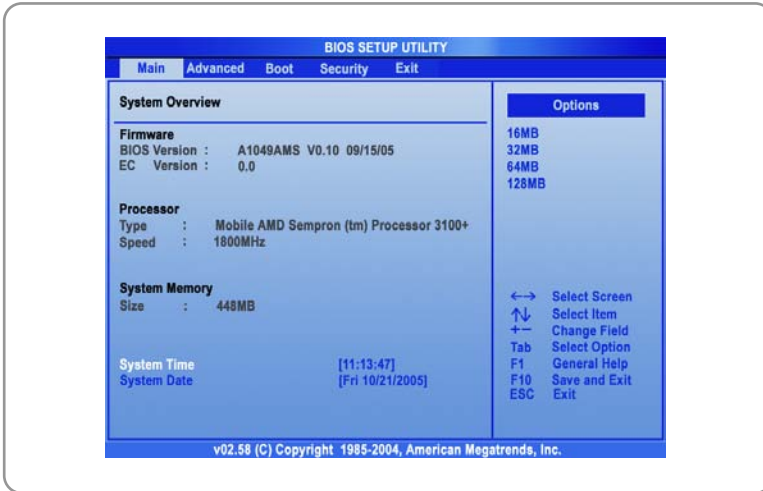 BIOS SETUP UTILITY
Main Advanced Boot Security Exit
System Overview
Firmware
BIOS Version : A1049AMS V0.10 09/15/05
EC Version : 0.0
Processor
Type : Mobile AMD Sempron (tm) Processor 3100+
Speed : 1800MHz
System Memory
Size : 448MB
System Time [11:13:47]
System Date [Fri 10/21/2005]
Options
16MB
32MB
64MB
128MB
←→ Select Screen
↑↓ Select Item
+- Change Field
Tab Select Option
F1 General Help
F10 Save and Exit
ESC Exit
v02.58 (C) Copyright 1985-2004, American Megatrends, Inc.